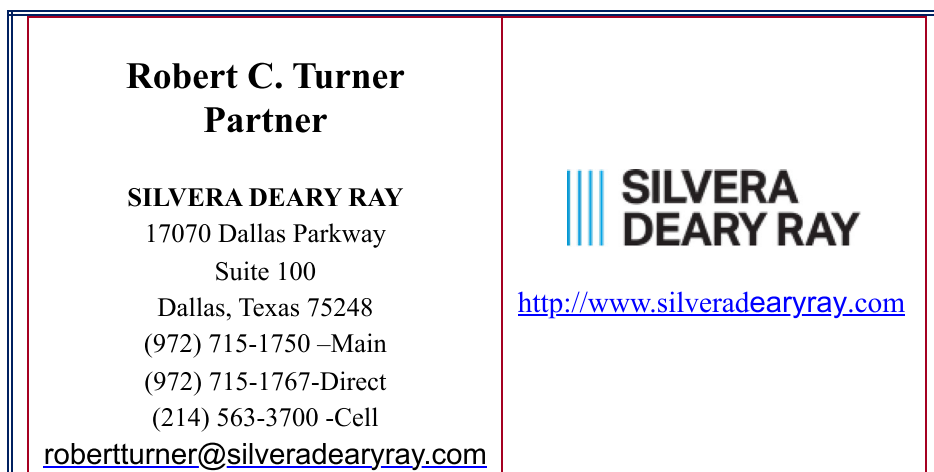 Robert C. Turner
Partner
SILVERA DEARY RAY
17070 Dallas Parkway
Suite 100
Dallas, Texas 75248
(972) 715-1750 –Main
(972) 715-1767-Direct
(214) 563-3700 -Cell
robertturner@silveradearyray.com
SILVERA
DEARY RAY
http://www.silveradearyray.com